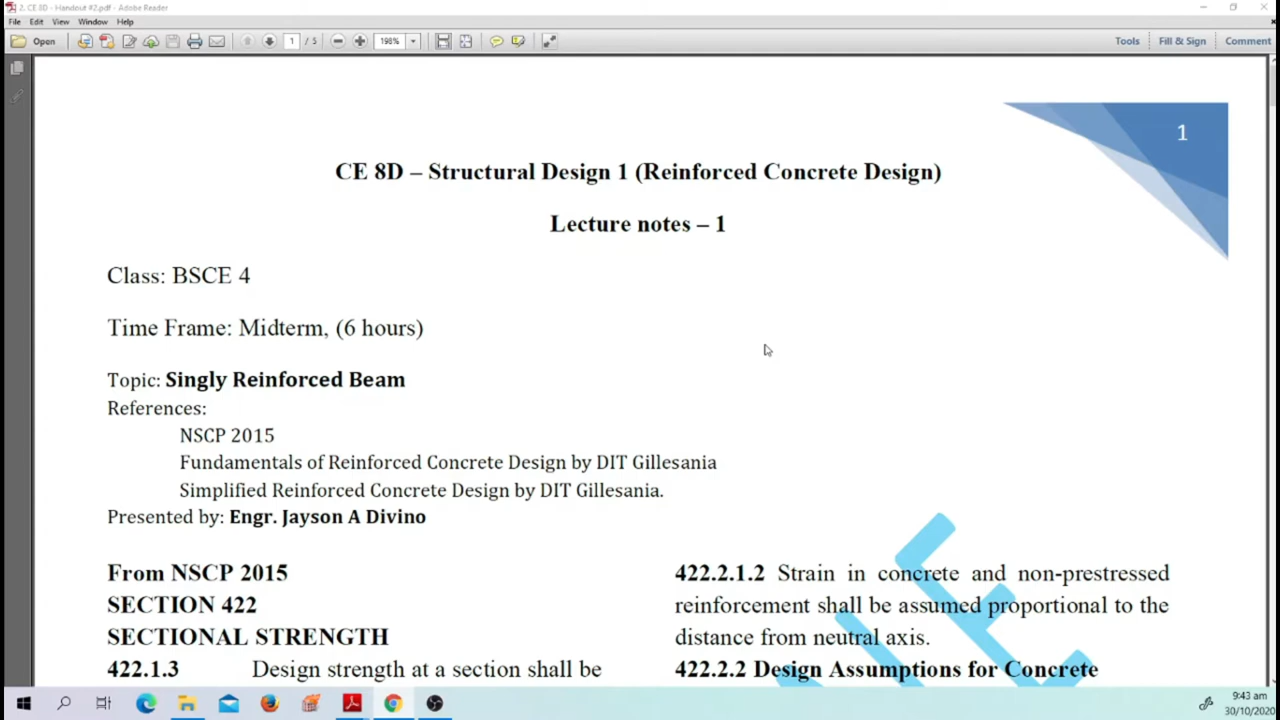 2. CE 8D - Handout #2.pdf - Adobe Reader
File Edit View Window Help
Open 1 / 5 198% Tools Fill & Sign Comment
1
CE 8D – Structural Design 1 (Reinforced Concrete Design)
Lecture notes – 1
Class: BSCE 4
Time Frame: Midterm, (6 hours)
Topic: Singly Reinforced Beam
References:
NSCP 2015
Fundamentals of Reinforced Concrete Design by DIT Gillesania
Simplified Reinforced Concrete Design by DIT Gillesania.
Presented by: Engr. Jayson A Divino
From NSCP 2015
SECTION 422
SECTIONAL STRENGTH
422.1.3 Design strength at a section shall be
422.2.1.2 Strain in concrete and non-prestressed
reinforcement shall be assumed proportional to the
distance from neutral axis.
422.2.2 Design Assumptions for Concrete
9:43 am
30/10/2020